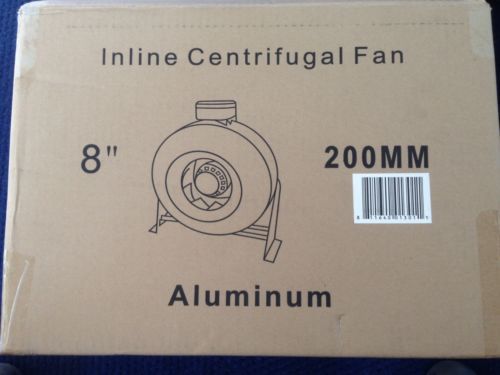 Inline Centrifugal Fan
8"
200MM
Aluminum